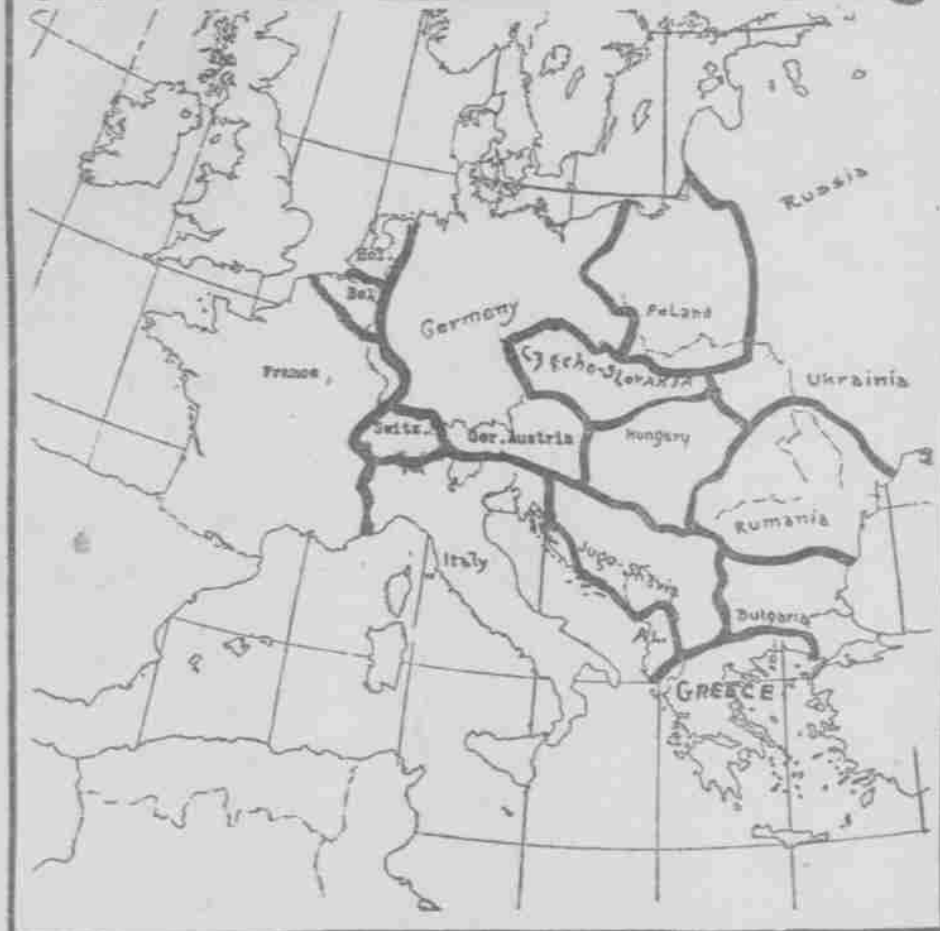 Russia
Hol.
Bel.
Germany
Poland
France,
Czecho-Slovakia
Ukrainia
Switz.
Ger. Austria
Hungary
Rumania
Italy
Jugo-Slavia
Bulgaria
AL.
GREECE